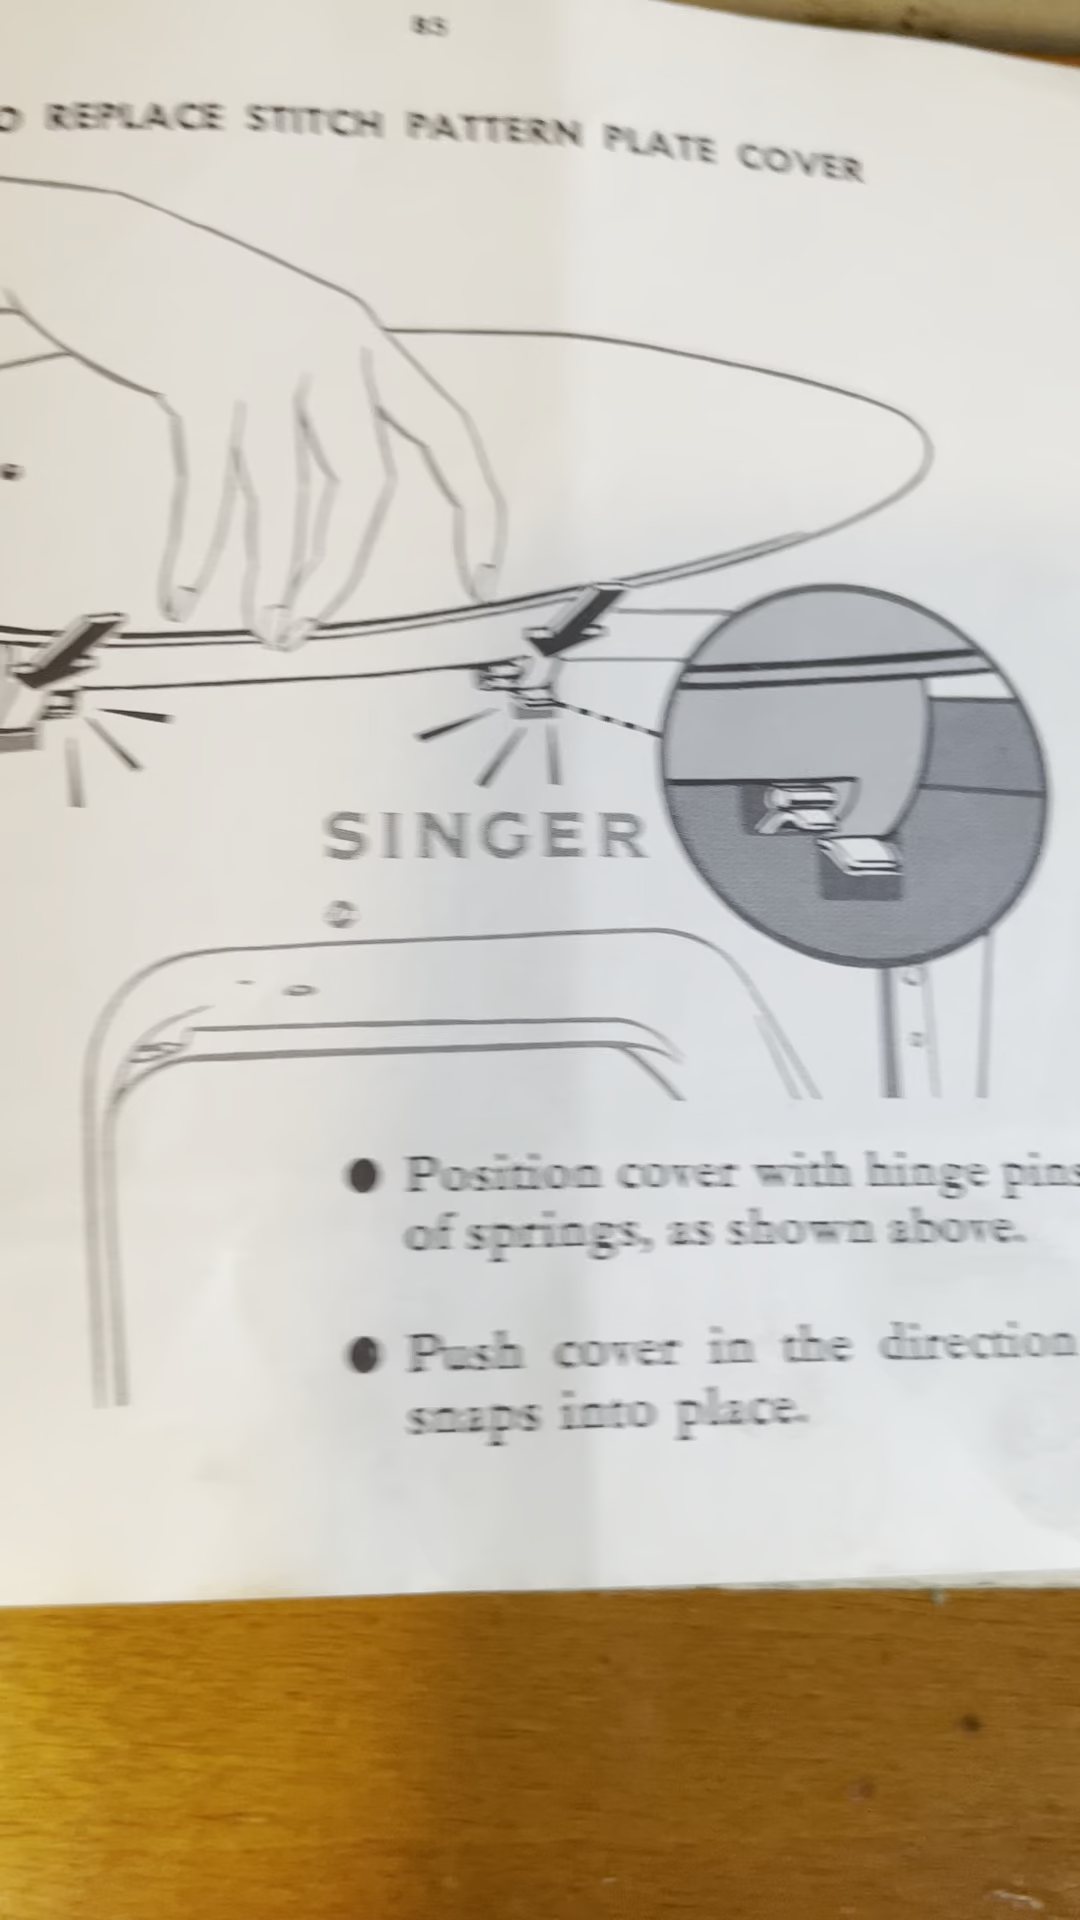 85
O REPLACE STITCH PATTERN PLATE COVER
SINGER
● Position cover with hinge pins
of springs, as shown above.
● Push cover in the direction
snaps into place.